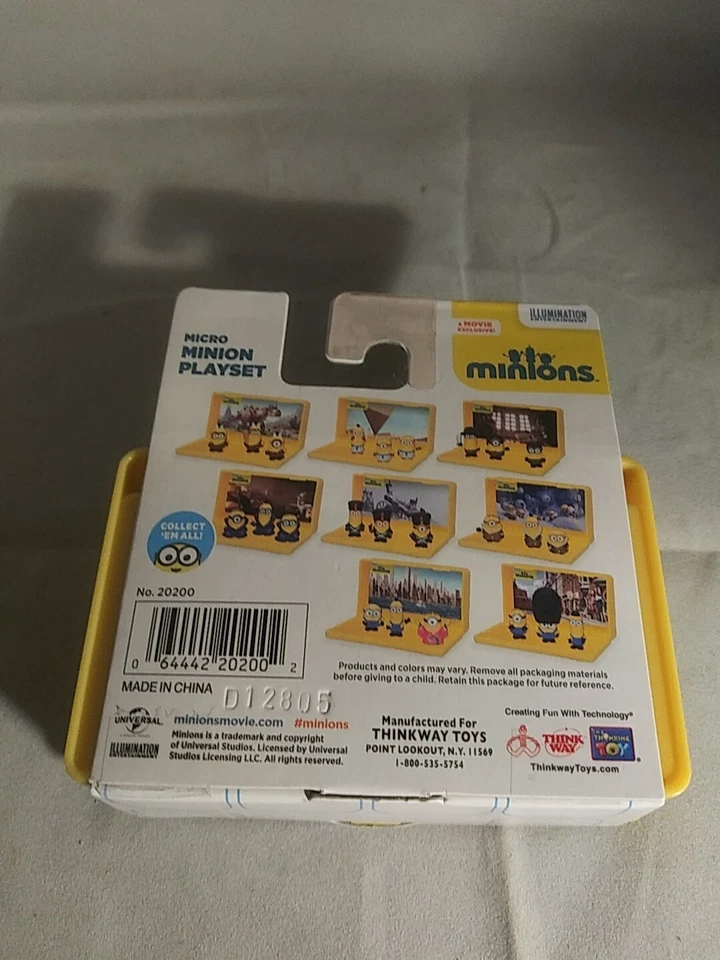 MICRO
MINION
PLAYSET
A MOVIE
EXCLUSIVE!
ILLUMINATION
ENTERTAINMENT
minions™
COLLECT
'EM ALL!
No. 20200
0 64442 20200 2
MADE IN CHINA
D12805
Products and colors may vary. Remove all packaging materials
before giving to a child. Retain this package for future reference.
UNIVERSAL
minionsmovie.com #minions
ILLUMINATION
Minions is a trademark and copyright
of Universal Studios. Licensed by Universal
Studios Licensing LLC. All rights reserved.
Manufactured For
THINKWAY TOYS
POINT LOOKOUT, N.Y. 11569
1-800-535-5754
Creating Fun With Technology®
THINK
WAY
THE
THINKING
TOY
ThinkwayToys.com